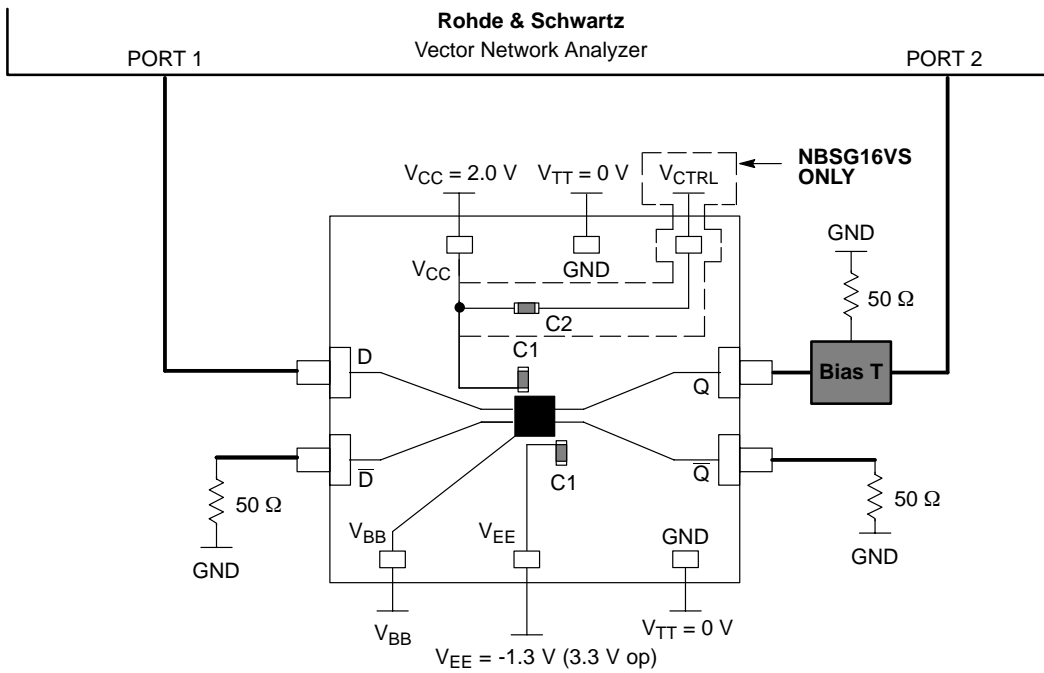 Rohde & Schwartz
Vector Network Analyzer
PORT 1
PORT 2
NBSG16VS
ONLY
VCC = 2.0 V
VTT = 0 V
VCTRL
GND
VCC
GND
50 Ω
C2
C1
D
Q
Bias T
D̅
Q̅
C1
50 Ω
50 Ω
VBB
VEE
GND
GND
GND
VBB
VTT = 0 V
VEE = -1.3 V (3.3 V op)